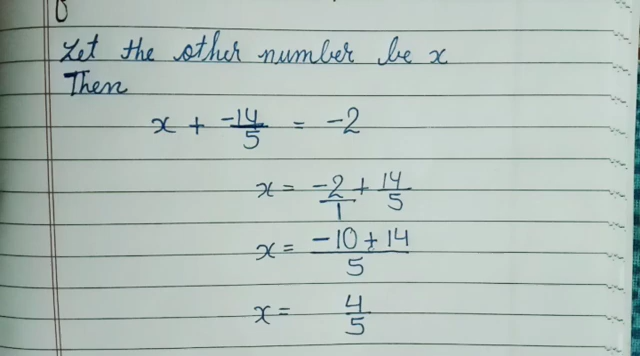 Let the other number be x
Then
x + -14/5 = -2
x = -2/1 + 14/5
x = -10 + 14/5
x = 4/5